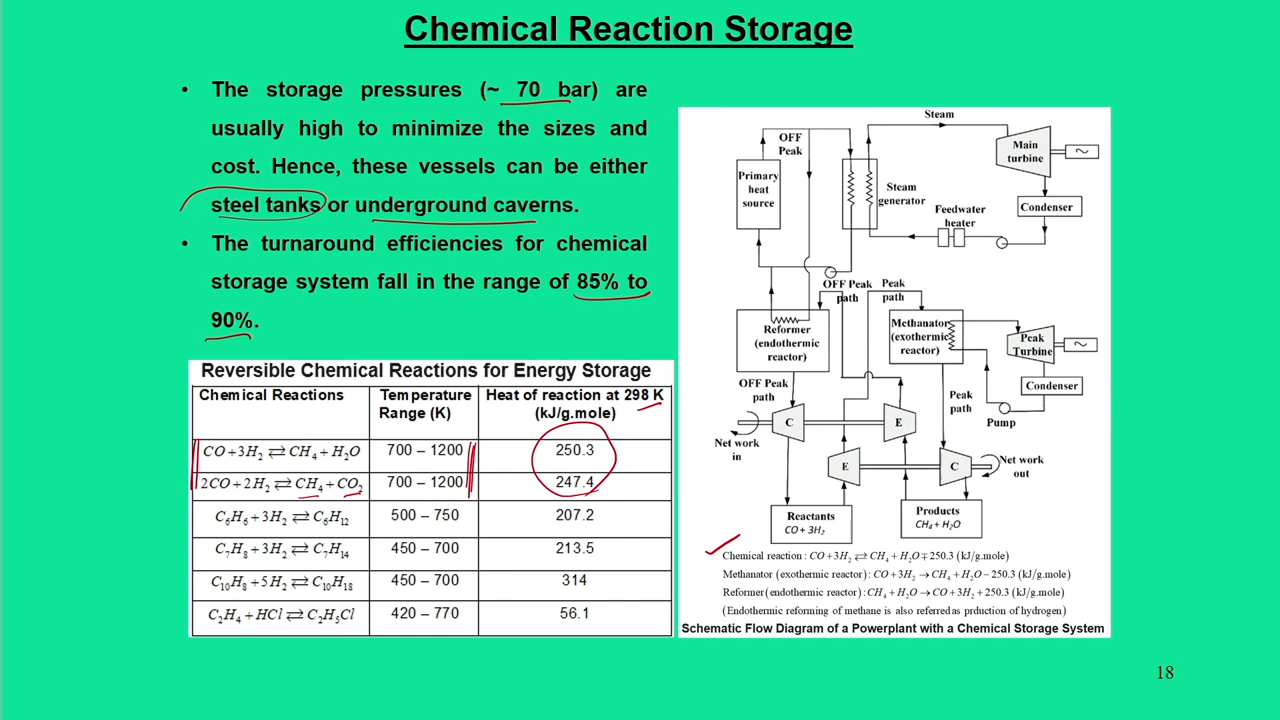 Chemical Reaction Storage
• The storage pressures (~ 70 bar) are
usually high to minimize the sizes and
cost. Hence, these vessels can be either
steel tanks or underground caverns.
• The turnaround efficiencies for chemical
storage system fall in the range of 85% to
90%.
Reversible Chemical Reactions for Energy Storage
Chemical Reactions Temperature Range (K) Heat of reaction at 298 K (kJ/g.mole)
CO+3H₂ ⇄ CH₄+H₂O 700 – 1200 250.3
2CO+2H₂ ⇄ CH₄+CO₂ 700 – 1200 247.4
C₆H₆+3H₂ ⇄ C₆H₁₂ 500 – 750 207.2
C₇H₈+3H₂ ⇄ C₇H₁₄ 450 – 700 213.5
C₁₀H₈+5H₂ ⇄ C₁₀H₁₈ 450 – 700 314
C₂H₄+HCl ⇄ C₂H₅Cl 420 – 770 56.1
Steam
OFF
Peak
Main
turbine
~
Primary
heat
source
Steam
generator
Condenser
Feedwater
heater
OFF Peak
path
Peak
path
Reformer
(endothermic
reactor)
Methanator
(exothermic
reactor)
Peak
Turbine
~
OFF Peak
path
Condenser
Peak
path
Pump
C
E
Net work
in
E
C
Net work
out
Reactants
CO+3H₂
Products
CH₄+H₂O
Chemical reaction : CO+3H₂ ⇄ CH₄+H₂O∓250.3 (kJ/g.mole)
Methanator (exothermic reactor): CO+3H₂ → CH₄+H₂O−250.3 (kJ/g.mole)
Reformer (endothermic reactor): CH₄+H₂O → CO+3H₂+250.3 (kJ/g.mole)
(Endothermic reforming of methane is also referred as prduction of hydrogen)
Schematic Flow Diagram of a Powerplant with a Chemical Storage System
18